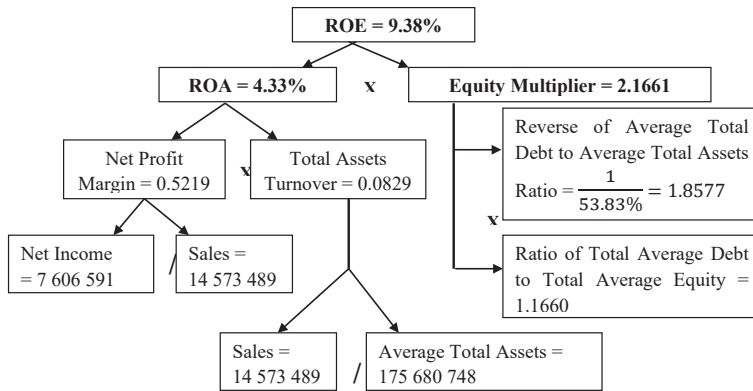 ROE = 9.38%
ROA = 4.33%
x
Equity Multiplier = 2.1661
Net Profit
Margin = 0.5219
x
Total Assets
Turnover = 0.0829
Reverse of Average Total
Debt to Average Total Assets
Ratio = 1/53.83% = 1.8577
x
Net Income
= 7 606 591
/
Sales =
14 573 489
Ratio of Total Average Debt
to Total Average Equity =
1.1660
Sales =
14 573 489
/
Average Total Assets =
175 680 748